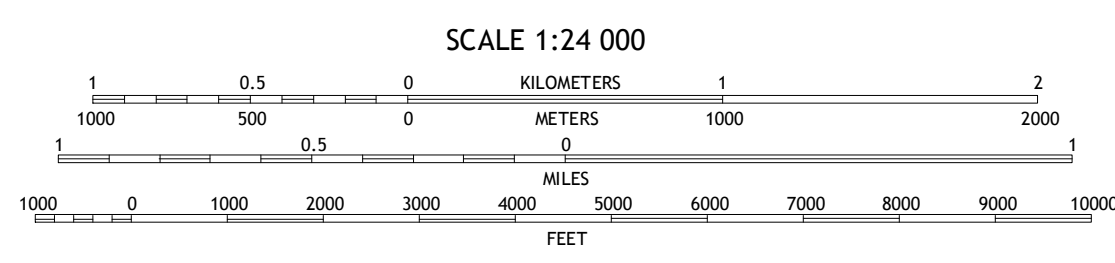 SCALE 1:24 000
1 0.5 0 KILOMETERS 1 2
1000 500 0 METERS 1000 2000
1 0.5 0 1
MILES
1000 0 1000 2000 3000 4000 5000 6000 7000 8000 9000 10000
FEET